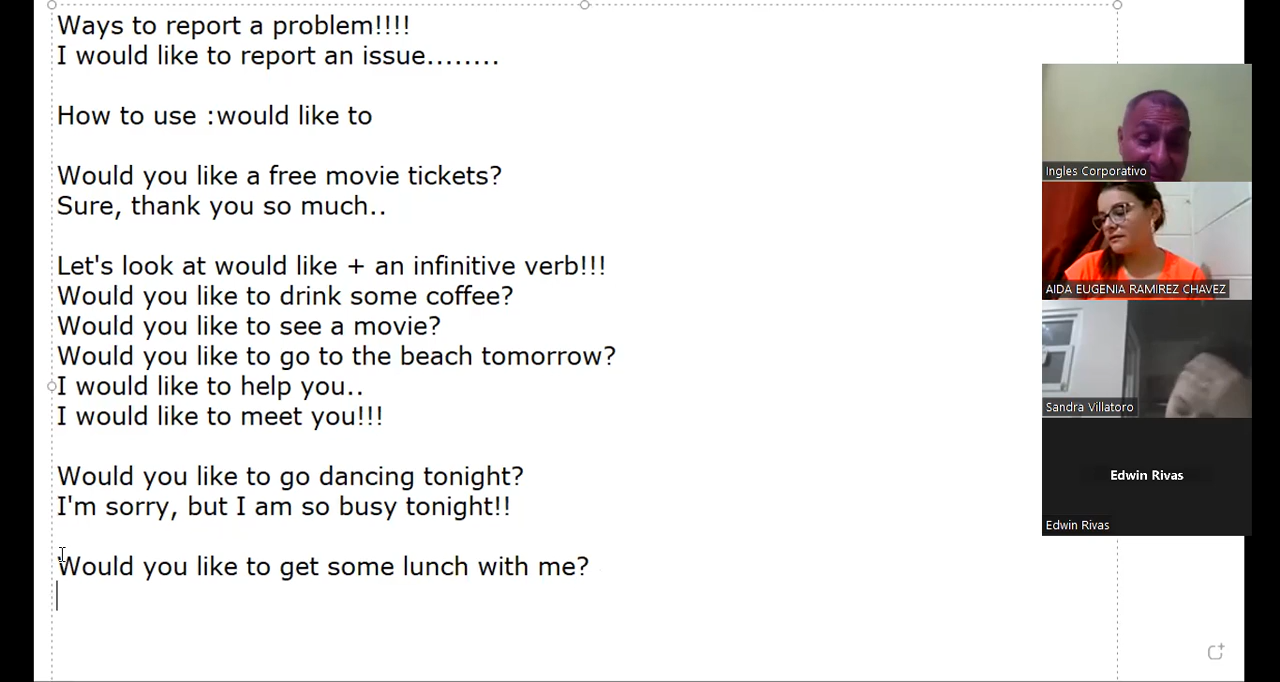 Ways to report a problem!!!!
I would like to report an issue........
How to use :would like to
Would you like a free movie tickets?
Sure, thank you so much..
Let's look at would like + an infinitive verb!!!
Would you like to drink some coffee?
Would you like to see a movie?
Would you like to go to the beach tomorrow?
I would like to help you..
I would like to meet you!!!
Would you like to go dancing tonight?
I'm sorry, but I am so busy tonight!!
Would you like to get some lunch with me?
Ingles Corporativo
AIDA EUGENIA RAMIREZ CHAVEZ
Sandra Villatoro
Edwin Rivas
Edwin Rivas